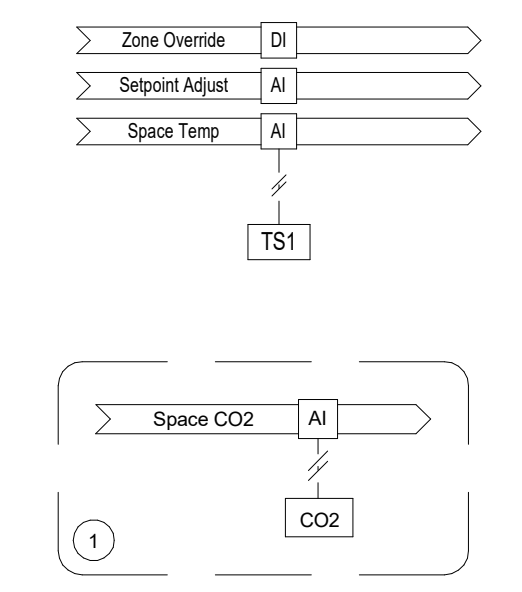 Zone Override DI
Setpoint Adjust AI
Space Temp AI
TS1
Space CO2 AI
CO2
1